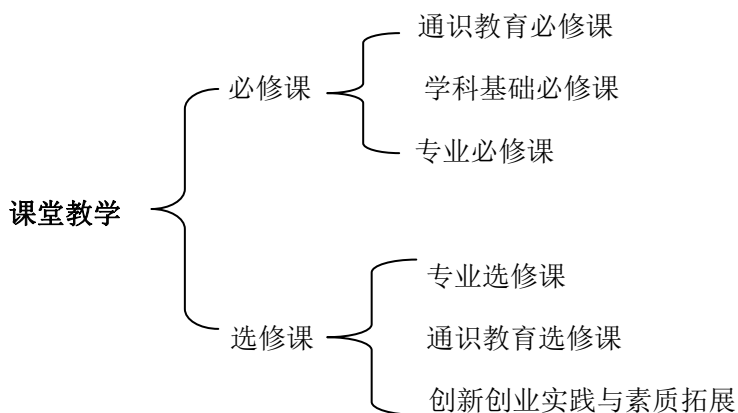 课堂教学
必修课
通识教育必修课
学科基础必修课
专业必修课
选修课
专业选修课
通识教育选修课
创新创业实践与素质拓展